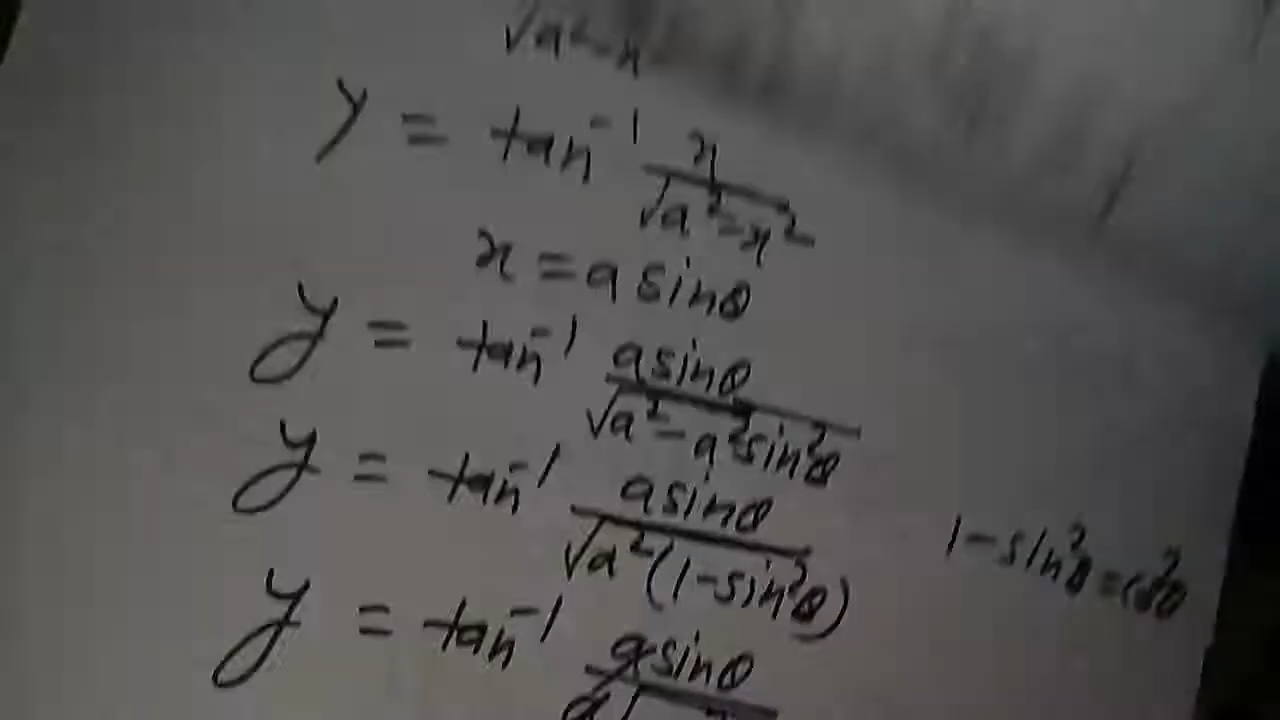 √a²-x
y = tan⁻¹ x/√a²-x²
x = a sinθ
y = tan⁻¹ a sinθ/√a²-a²sin²θ
y = tan⁻¹ a sinθ/√a²(1-sin²θ)
1-sin²θ=cos²θ
y = tan⁻¹ a sinθ/a√